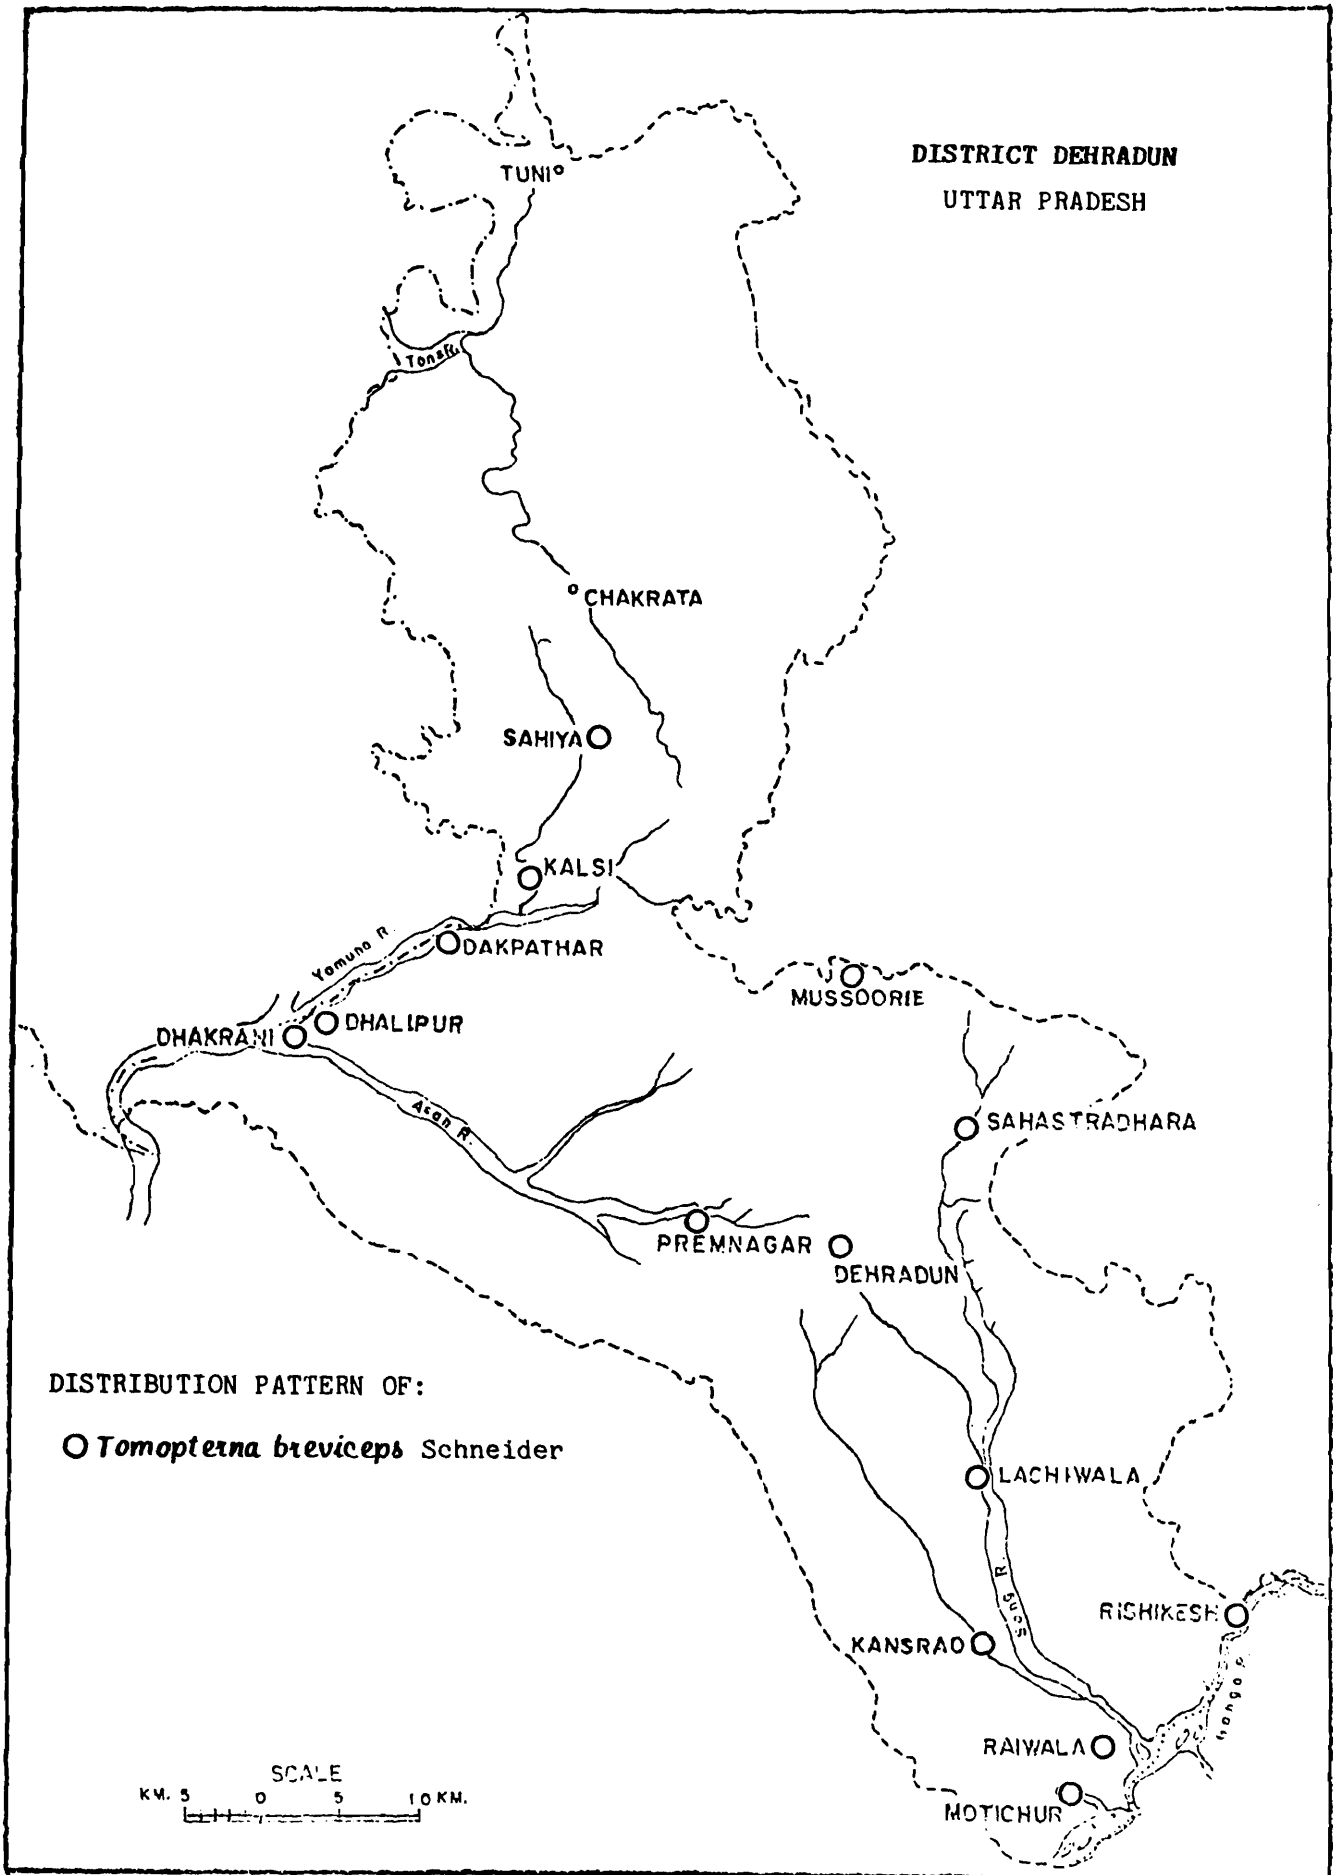 DISTRICT DEHRADUN
UTTAR PRADESH
TUNI
Tons R.
CHAKRATA
SAHIYA
KALSI
Yamuna R.
DAKPATHAR
MUSSOORIE
DHALIPUR
DHAKRANI
Asan R.
SAHASTRADHARA
PREMNAGAR
DEHRADUN
DISTRIBUTION PATTERN OF:
Tomopterna breviceps Schneider
LACHIWALA
Song R.
RISHIKESH
KANSRAO
Ganga R.
RAIWALA
MOTICHUR
SCALE
KM. 5 0 5 10 KM.